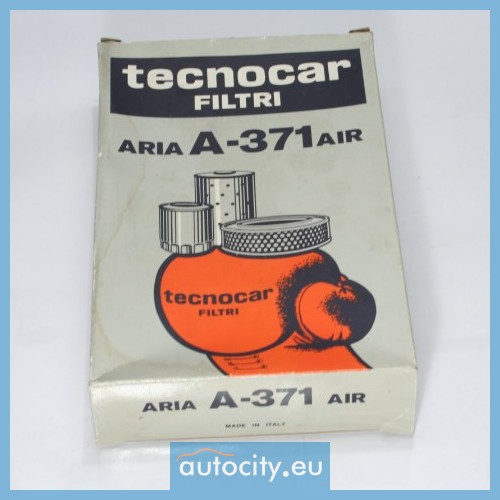 tecnocar
FILTRI
ARIA A-371 AIR
tecnocar
FILTRI
ARIA A-371 AIR
MADE IN ITALY
autocity.eu